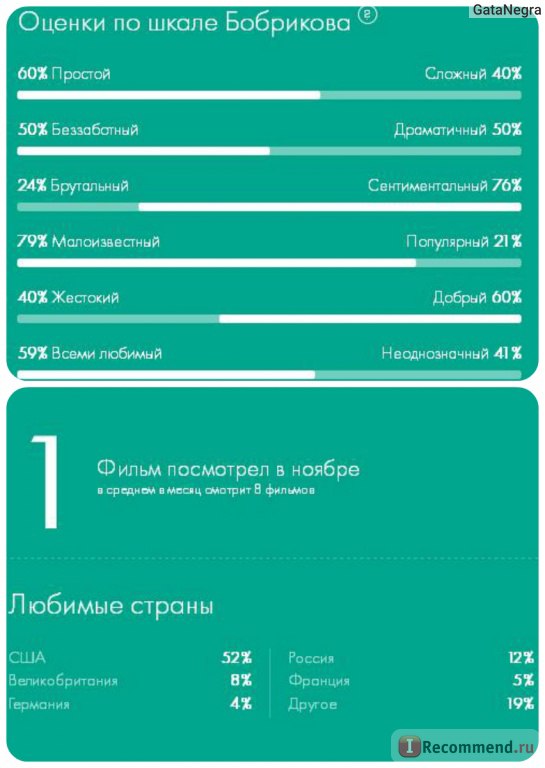 GataNegra
Оценки по шкале Бобрикова
60% Простой Сложный 40%
50% Беззаботный Драматичный 50%
24% Брутальный Сентиментальный 76%
79% Малоизвестный Популярный 21%
40% Жестокий Добрый 60%
59% Всеми любимый Неоднозначный 41%
1
Фильм посмотрел в ноябре
в среднем в месяц смотрит 8 фильмов
Любимые страны
США 52% Россия 12%
Великобритания 8% Франция 5%
Германия 4% Другое 19%
IRecommend.ru